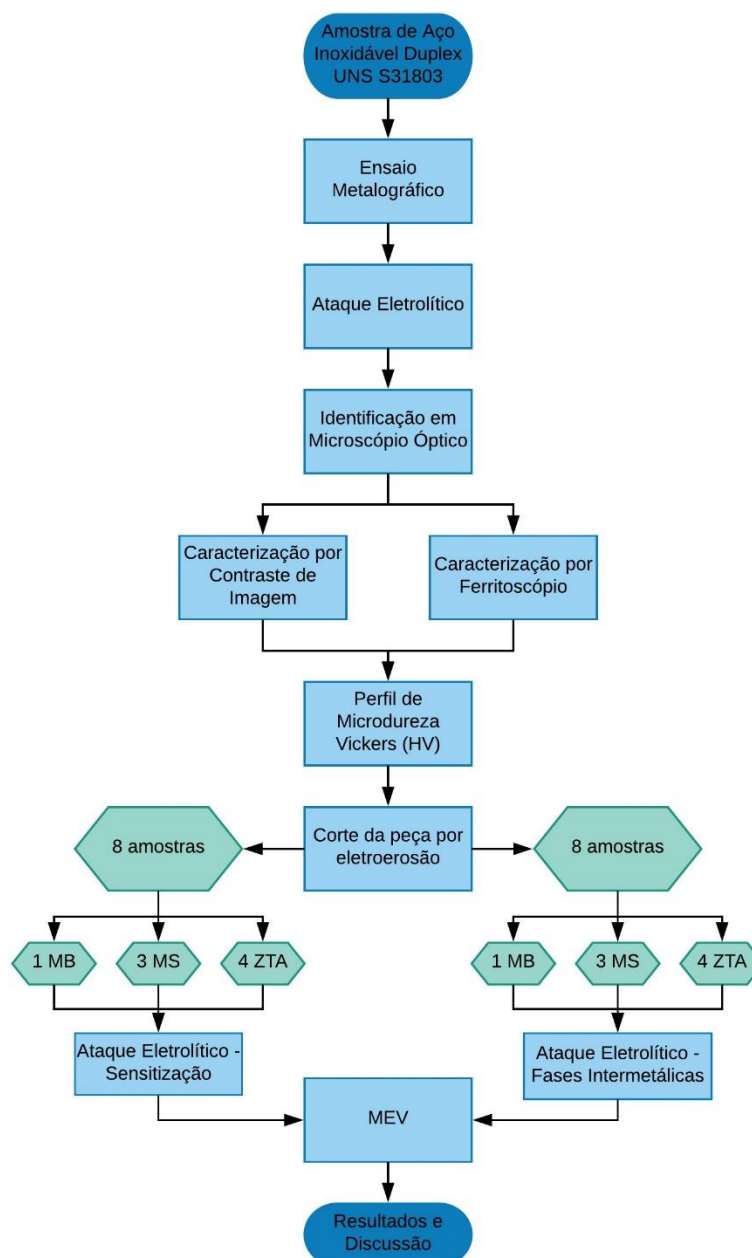 Amostra de Aço
Inoxidável Duplex
UNS S31803
Ensaio
Metalográfico
Ataque Eletrolítico
Identificação em
Microscópio Óptico
Caracterização por
Contraste de
Imagem
Caracterização por
Ferritoscópio
Perfil de
Microdureza
Vickers (HV)
Corte da peça por
eletroerosão
8 amostras
8 amostras
1 MB
3 MS
4 ZTA
1 MB
3 MS
4 ZTA
Ataque Eletrolítico -
Sensitização
Ataque Eletrolítico -
Fases Intermetálicas
MEV
Resultados e
Discussão